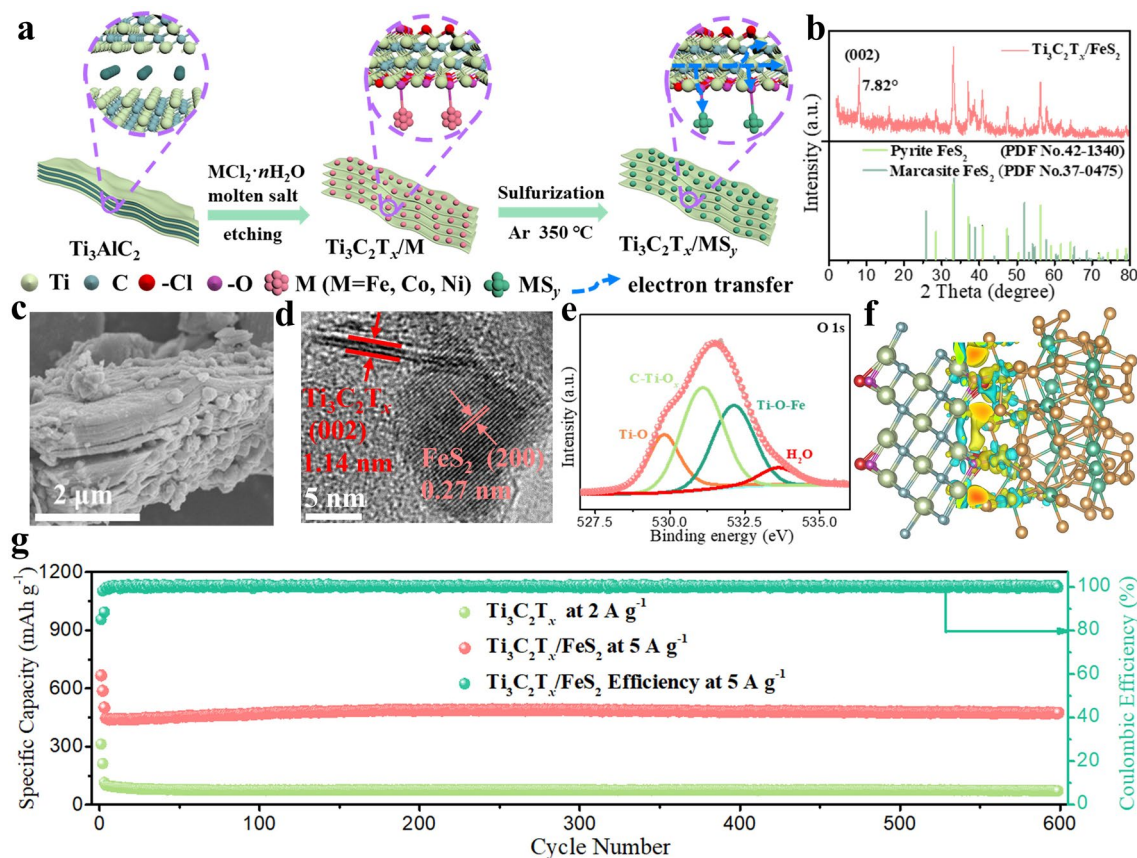 a
MCl₂·nH₂O
molten salt
etching
Sulfurization
Ar 350 °C
Ti₃AlC₂
Ti₃C₂Tₓ/M
Ti₃C₂Tₓ/MSᵧ
Ti
C
-Cl
-O
M (M=Fe, Co, Ni)
MSᵧ
electron transfer
b
Intensity (a.u.)
(002)
7.82°
Ti₃C₂Tₓ/FeS₂
Pyrite FeS₂ (PDF No.42-1340)
Marcasite FeS₂ (PDF No.37-0475)
0 10 20 30 40 50 60 70 80
2 Theta (degree)
c
2 μm
d
Ti₃C₂Tₓ
(002)
1.14 nm
FeS₂ (200)
0.27 nm
5 nm
e
O 1s
Intensity (a.u.)
C-Ti-Oₓ
Ti-O-Fe
Ti-O
H₂O
527.5 530.0 532.5 535.0
Binding energy (eV)
f
g
Specific Capacity (mAh g⁻¹)
1200
900
600
300
0
Ti₃C₂Tₓ at 2 A g⁻¹
Ti₃C₂Tₓ/FeS₂ at 5 A g⁻¹
Ti₃C₂Tₓ/FeS₂ Efficiency at 5 A g⁻¹
100
80
60
40
20
0
Coulombic Efficiency (%)
0 100 200 300 400 500 600
Cycle Number